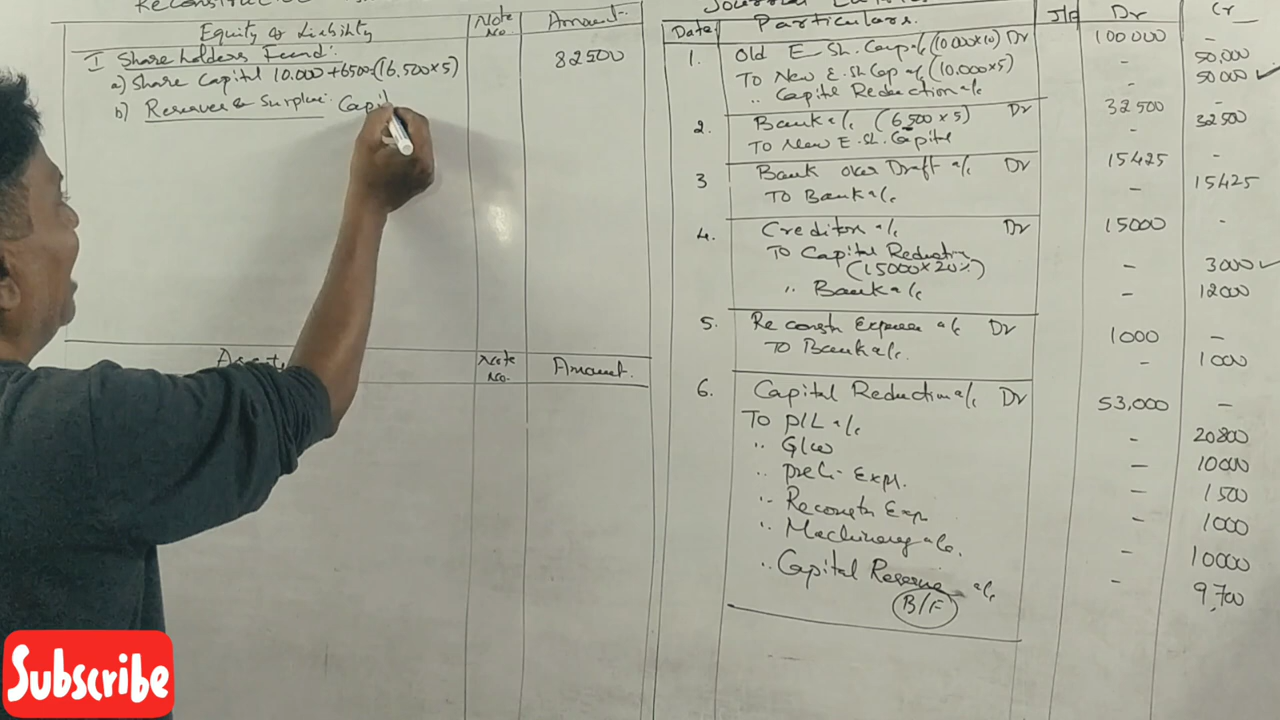 Equity & Liability
Note No.
Amount.
I Share holders Fund:
a) Share Capital 10.000 + 6500 - (16.500 x 5)
82500
b) Reserves & Surplus: Capit
Note No.
Amount.
Date
Particulars.
J/F
Dr
Cr
1. Old E-Sh. Cap a/c (10.000 x 10) Dr 100000 -
To New E.sh Cap a/c (10.000 x 5) - 50,000
" Capital Reduction a/c - 50000 ✓
2. Bank a/c (6,500 x 5) Dr 32500 -
To New E.sh. Capital - 32500
3 Bank over Draft a/c Dr 15425 -
To Bank a/c - 15425
4. Creditors a/c Dr 15000 -
To Capital Reduction
(15000 x 20%) - 3000 ✓
" Bank a/c - 12000
5. Reconstn Expense a/c Dr 1000 -
To Bank a/c. - 1000
6. Capital Reduction a/c Dr 53,000 -
To P/L a/c - 20800
" G/w - 10000
" Preli- Exp. - 1500
" Reconstn Exp - 1000
" Machinery a/c. - 10000
" Capital Reserve a/c - 9,700
B/F
Subscribe